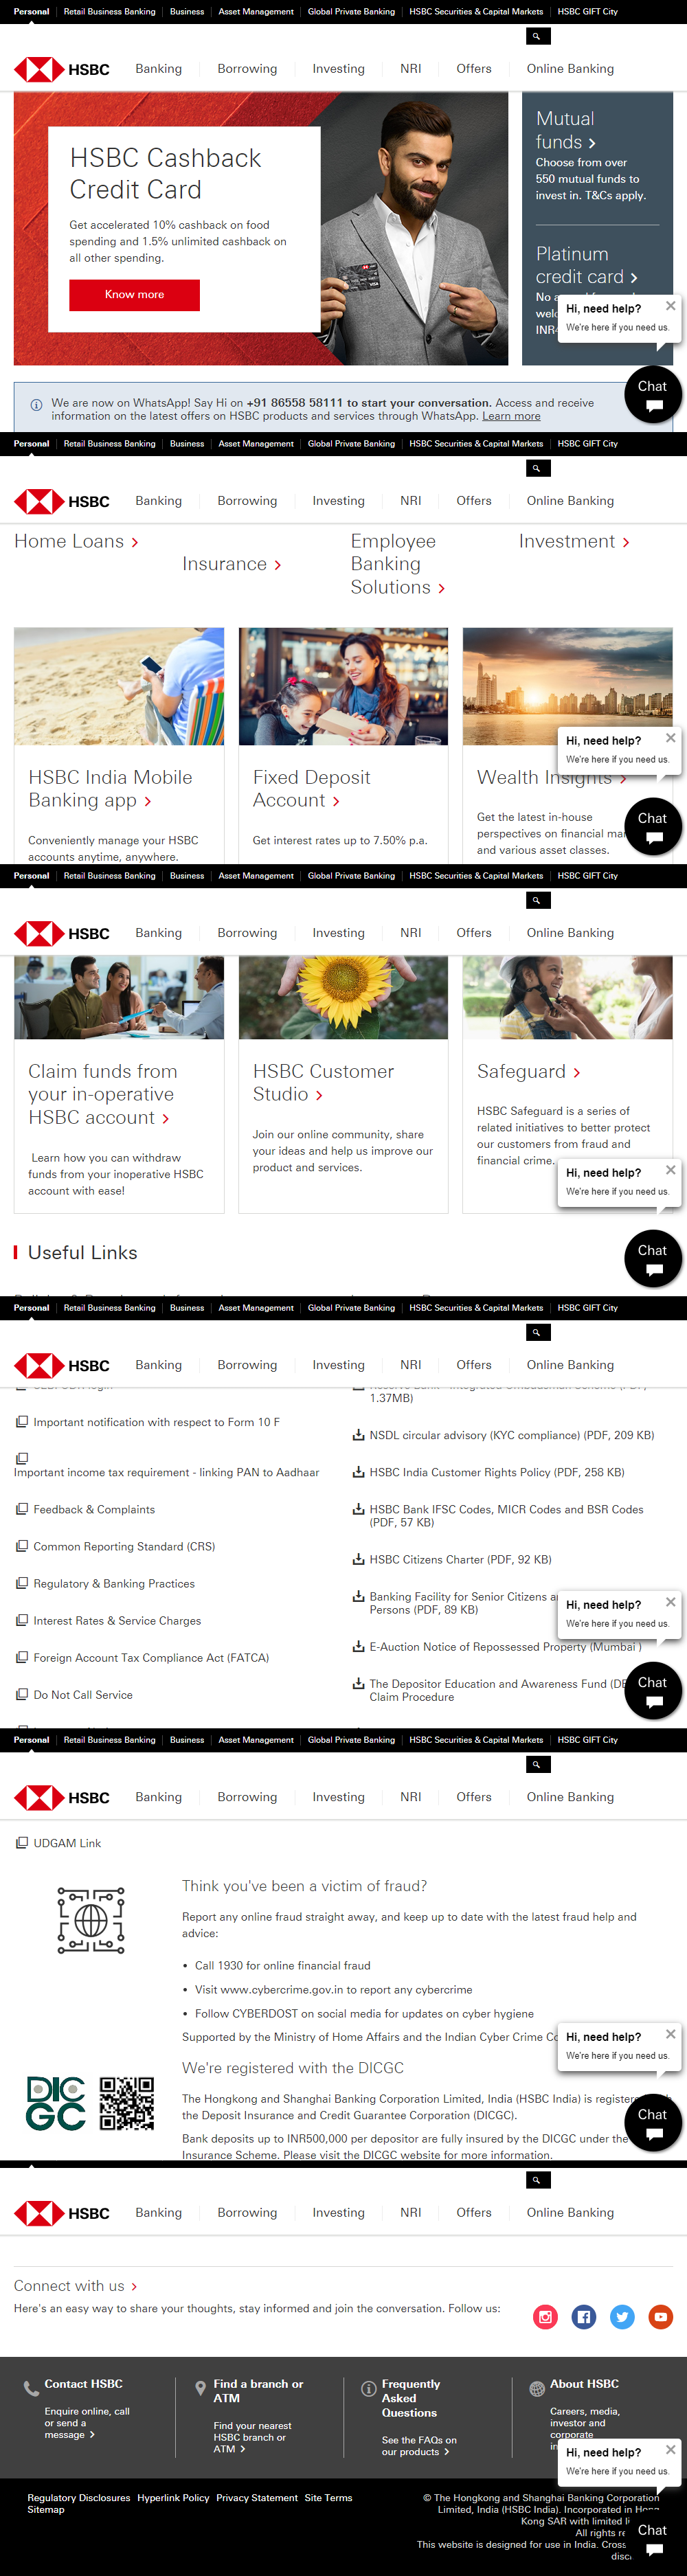 Personal Retail Business Banking Business Asset Management Global Private Banking HSBC Securities & Capital Markets HSBC GIFT City
HSBC Banking Borrowing Investing NRI Offers Online Banking
HSBC Cashback
Credit Card
Get accelerated 10% cashback on food
spending and 1.5% unlimited cashback on
all other spending.
Know more
Mutual
funds
Choose from over
550 mutual funds to
invest in. T&Cs apply.
Platinum
credit card
No
INR
Hi, need help?
We're here if you need us.
Chat
We are now on WhatsApp! Say Hi on +91 86558 58111 to start your conversation. Access and receive
information on the latest offers on HSBC products and services through WhatsApp. Learn more
Personal Retail Business Banking Business Asset Management Global Private Banking HSBC Securities & Capital Markets HSBC GIFT City
HSBC Banking Borrowing Investing NRI Offers Online Banking
Home Loans
Insurance
Employee
Banking
Solutions
Investment
HSBC India Mobile
Banking app
Conveniently manage your HSBC
accounts anytime, anywhere.
Fixed Deposit
Account
Get interest rates up to 7.50% p.a.
Wealth Insights
Get the latest in-house
perspectives on financial
and various asset classes.
Hi, need help?
We're here if you need us.
Chat
Personal Retail Business Banking Business Asset Management Global Private Banking HSBC Securities & Capital Markets HSBC GIFT City
HSBC Banking Borrowing Investing NRI Offers Online Banking
Claim funds from
your in-operative
HSBC account
Learn how you can withdraw
funds from your inoperative HSBC
account with ease!
HSBC Customer
Studio
Join our online community, share
your ideas and help us improve our
product and services.
Safeguard
HSBC Safeguard is a series of
related initiatives to better protect
our customers from fraud and
financial crime.
Hi, need help?
We're here if you need us.
Chat
Useful Links
Personal Retail Business Banking Business Asset Management Global Private Banking HSBC Securities & Capital Markets HSBC GIFT City
HSBC Banking Borrowing Investing NRI Offers Online Banking
Important notification with respect to Form 10 F
Important income tax requirement - linking PAN to Aadhaar
Feedback & Complaints
Common Reporting Standard (CRS)
Regulatory & Banking Practices
Interest Rates & Service Charges
Foreign Account Tax Compliance Act (FATCA)
Do Not Call Service
1.37MB)
NSDL circular advisory (KYC compliance) (PDF, 209 KB)
HSBC India Customer Rights Policy (PDF, 258 KB)
HSBC Bank IFSC Codes, MICR Codes and BSR Codes
(PDF, 57 KB)
HSBC Citizens Charter (PDF, 92 KB)
Banking Facility for Senior Citizens
Persons (PDF, 89 KB)
E-Auction Notice of Repossessed Property (Mumbai )
The Depositor Education and Awareness Fund
Claim Procedure
Hi, need help?
We're here if you need us.
Chat
Personal Retail Business Banking Business Asset Management Global Private Banking HSBC Securities & Capital Markets HSBC GIFT City
HSBC Banking Borrowing Investing NRI Offers Online Banking
UDGAM Link
Think you've been a victim of fraud?
Report any online fraud straight away, and keep up to date with the latest fraud help and
advice:
• Call 1930 for online financial fraud
• Visit www.cybercrime.gov.in to report any cybercrime
• Follow CYBERDOST on social media for updates on cyber hygiene
Supported by the Ministry of Home Affairs and the Indian Cyber Crime
Hi, need help?
We're here if you need us.
Chat
DICGC
We're registered with the DICGC
The Hongkong and Shanghai Banking Corporation Limited, India (HSBC India) is
the Deposit Insurance and Credit Guarantee Corporation (DICGC).
Bank deposits up to INR500,000 per depositor are fully insured by the DICGC under the
Insurance Scheme. Please visit the DICGC website for more information.
HSBC Banking Borrowing Investing NRI Offers Online Banking
Connect with us
Here's an easy way to share your thoughts, stay informed and join the conversation. Follow us:
Contact HSBC
Enquire online, call
or send a
message
Find a branch or
ATM
Find your nearest
HSBC branch or
ATM
Frequently
Asked
Questions
See the FAQs on
our products
About HSBC
Careers, media,
investor and
corporate
Hi, need help?
We're here if you need us.
Chat
Regulatory Disclosures Hyperlink Policy Privacy Statement Site Terms
Sitemap
© The Hongkong and Shanghai Banking Corporation
Limited, India (HSBC India). Incorporated in Hong
Kong SAR with limited
All rights
This website is designed for use in India.